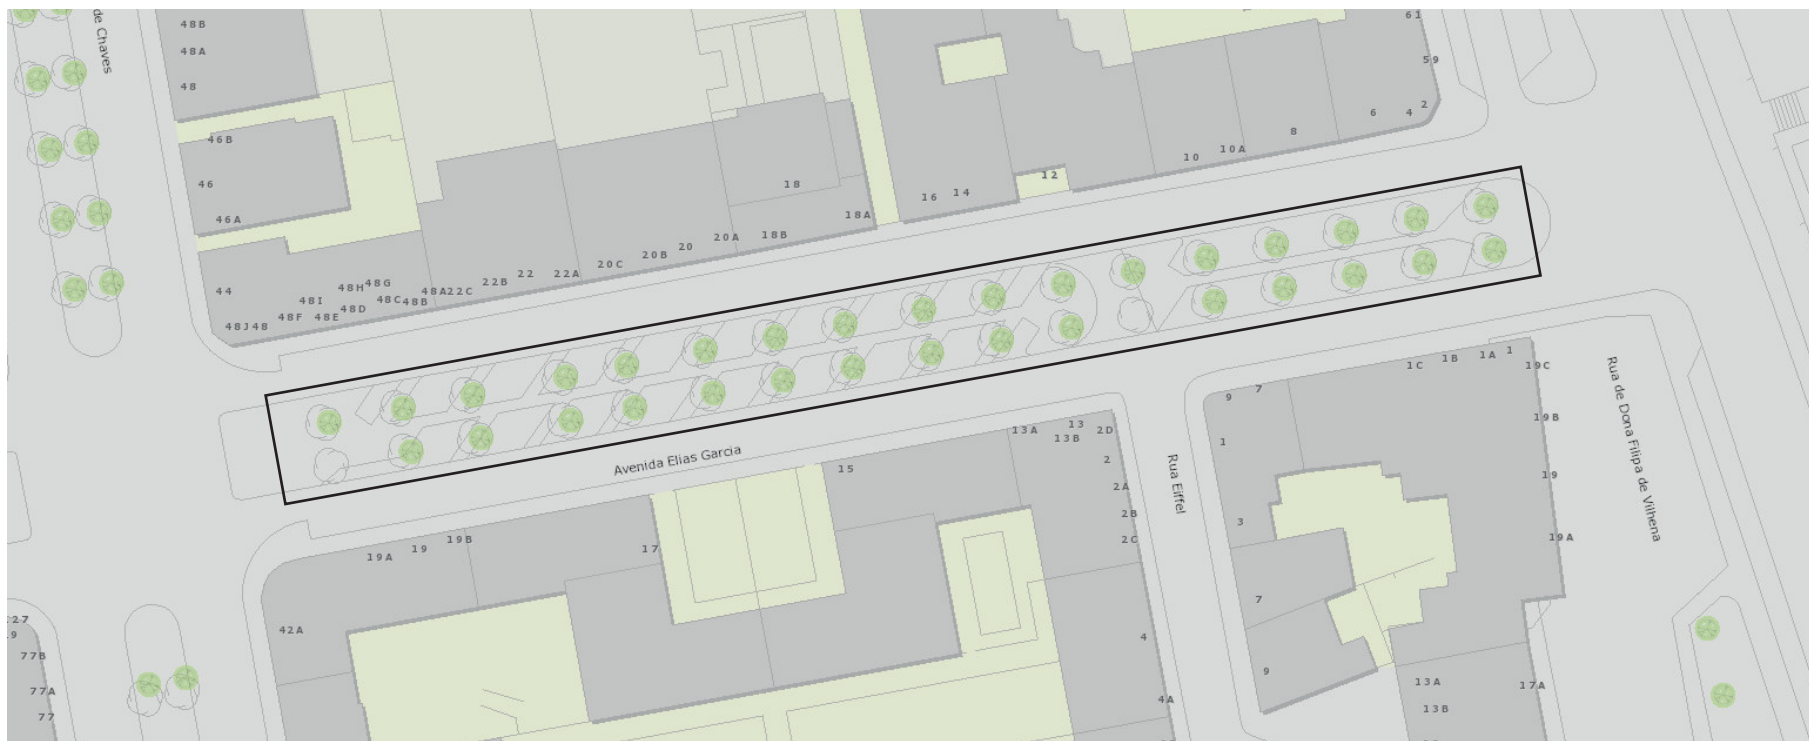 de Chaves
48B
48A
48
46B
46
46A
44
48J
48
48F
48I
48E
48H
48D
48G
48C
48B
48A
22C
22B
22
22A
20C
20B
20
20A
18B
18A
18
16
14
12
10
10A
8
6
4
2
59
61
Avenida Elias Garcia
19A
19
19B
17
15
13A
13
13B
2D
2
2A
2B
2C
4
4A
42A
27
9
77B
77A
77
Rua Eiffel
9
7
1
3
7
9
1C
1B
1A
1
19C
19B
19
19A
17A
13A
13B
Rua de Dona Filipa de Vilhena